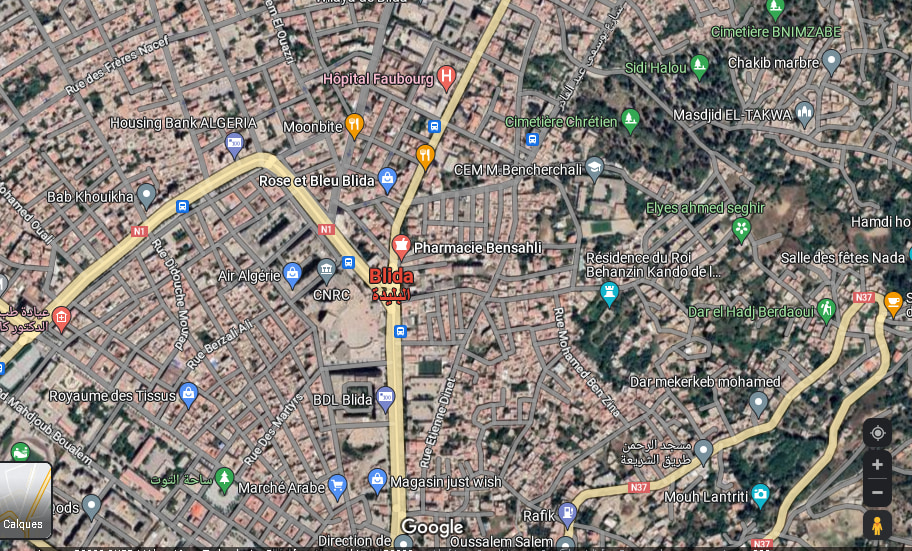 Rue des Frères Nacef
Cimetière BNIMZABE
Chakib marbre
Sidi Halou
Hôpital Faubourg
Masdjid EL-TAKWA
Housing Bank ALGERIA
Moonbite
Cimetière Chrétien
CEM M.Bencherchali
Rose et Bleu Blida
Bab Khouikha
Elyes ahmed seghir
N1
N1
Hamdi ho
Pharmacie Bensahli
Résidence du Roi
Behanzin Kando de l...
Salle des fêtes Nada
Air Algérie
CNRC
Blida
البليدة
N37
Dar el Hadj Berdaoui
Rue Didouche Mourad
Rue Berzali Ali
Rue Mohamed Ben Zina
Dar mekerkeb mohamed
Royaume des Tissus
BDL Blida
Rue Etienne Dinet
Rue Des Martyrs
مسجد الرحمن
طريق الشريعة
ساحة التوت
Marché Arabe
Magasin just wish
N37
Mouh Lantriti
Rafik
Calques
Google
Direction de
Oussalem Salem
N37